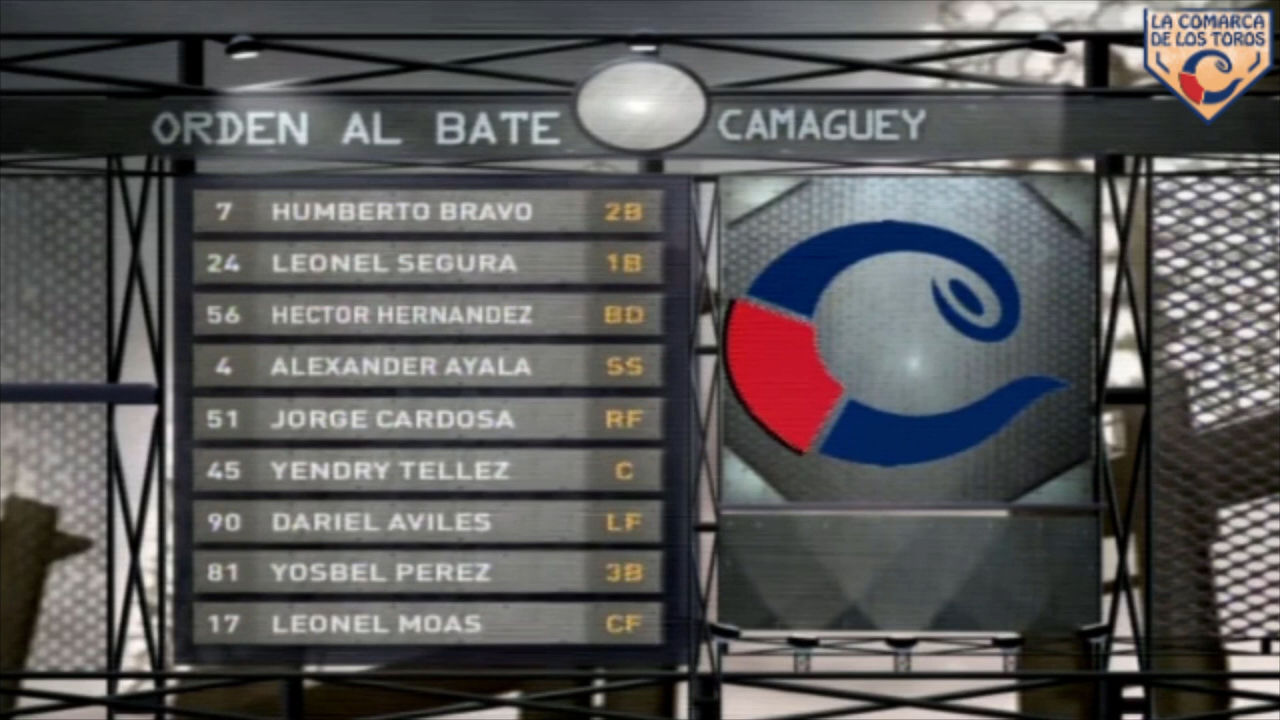 LA COMARCA
DE LOS TOROS
ORDEN AL BATE CAMAGUEY
7 HUMBERTO BRAVO 2B
24 LEONEL SEGURA 1B
56 HECTOR HERNANDEZ BD
4 ALEXANDER AYALA SS
51 JORGE CARDOSA RF
45 YENDRY TELLEZ C
90 DARIEL AVILES LF
81 YOSBEL PEREZ 3B
17 LEONEL MOAS CF